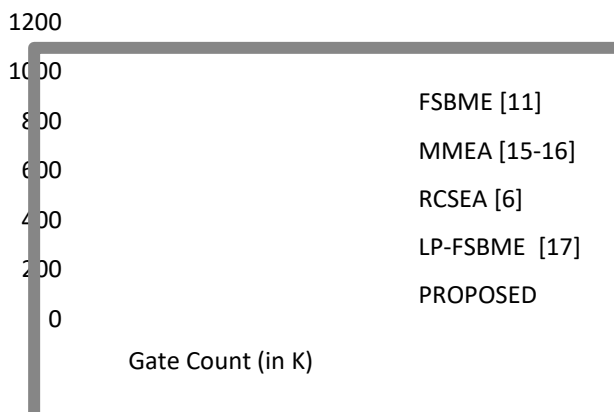 1200
1000
800
600
400
200
0
FSBME [11]
MMEA [15-16]
RCSEA [6]
LP-FSBME [17]
PROPOSED
Gate Count (in K)